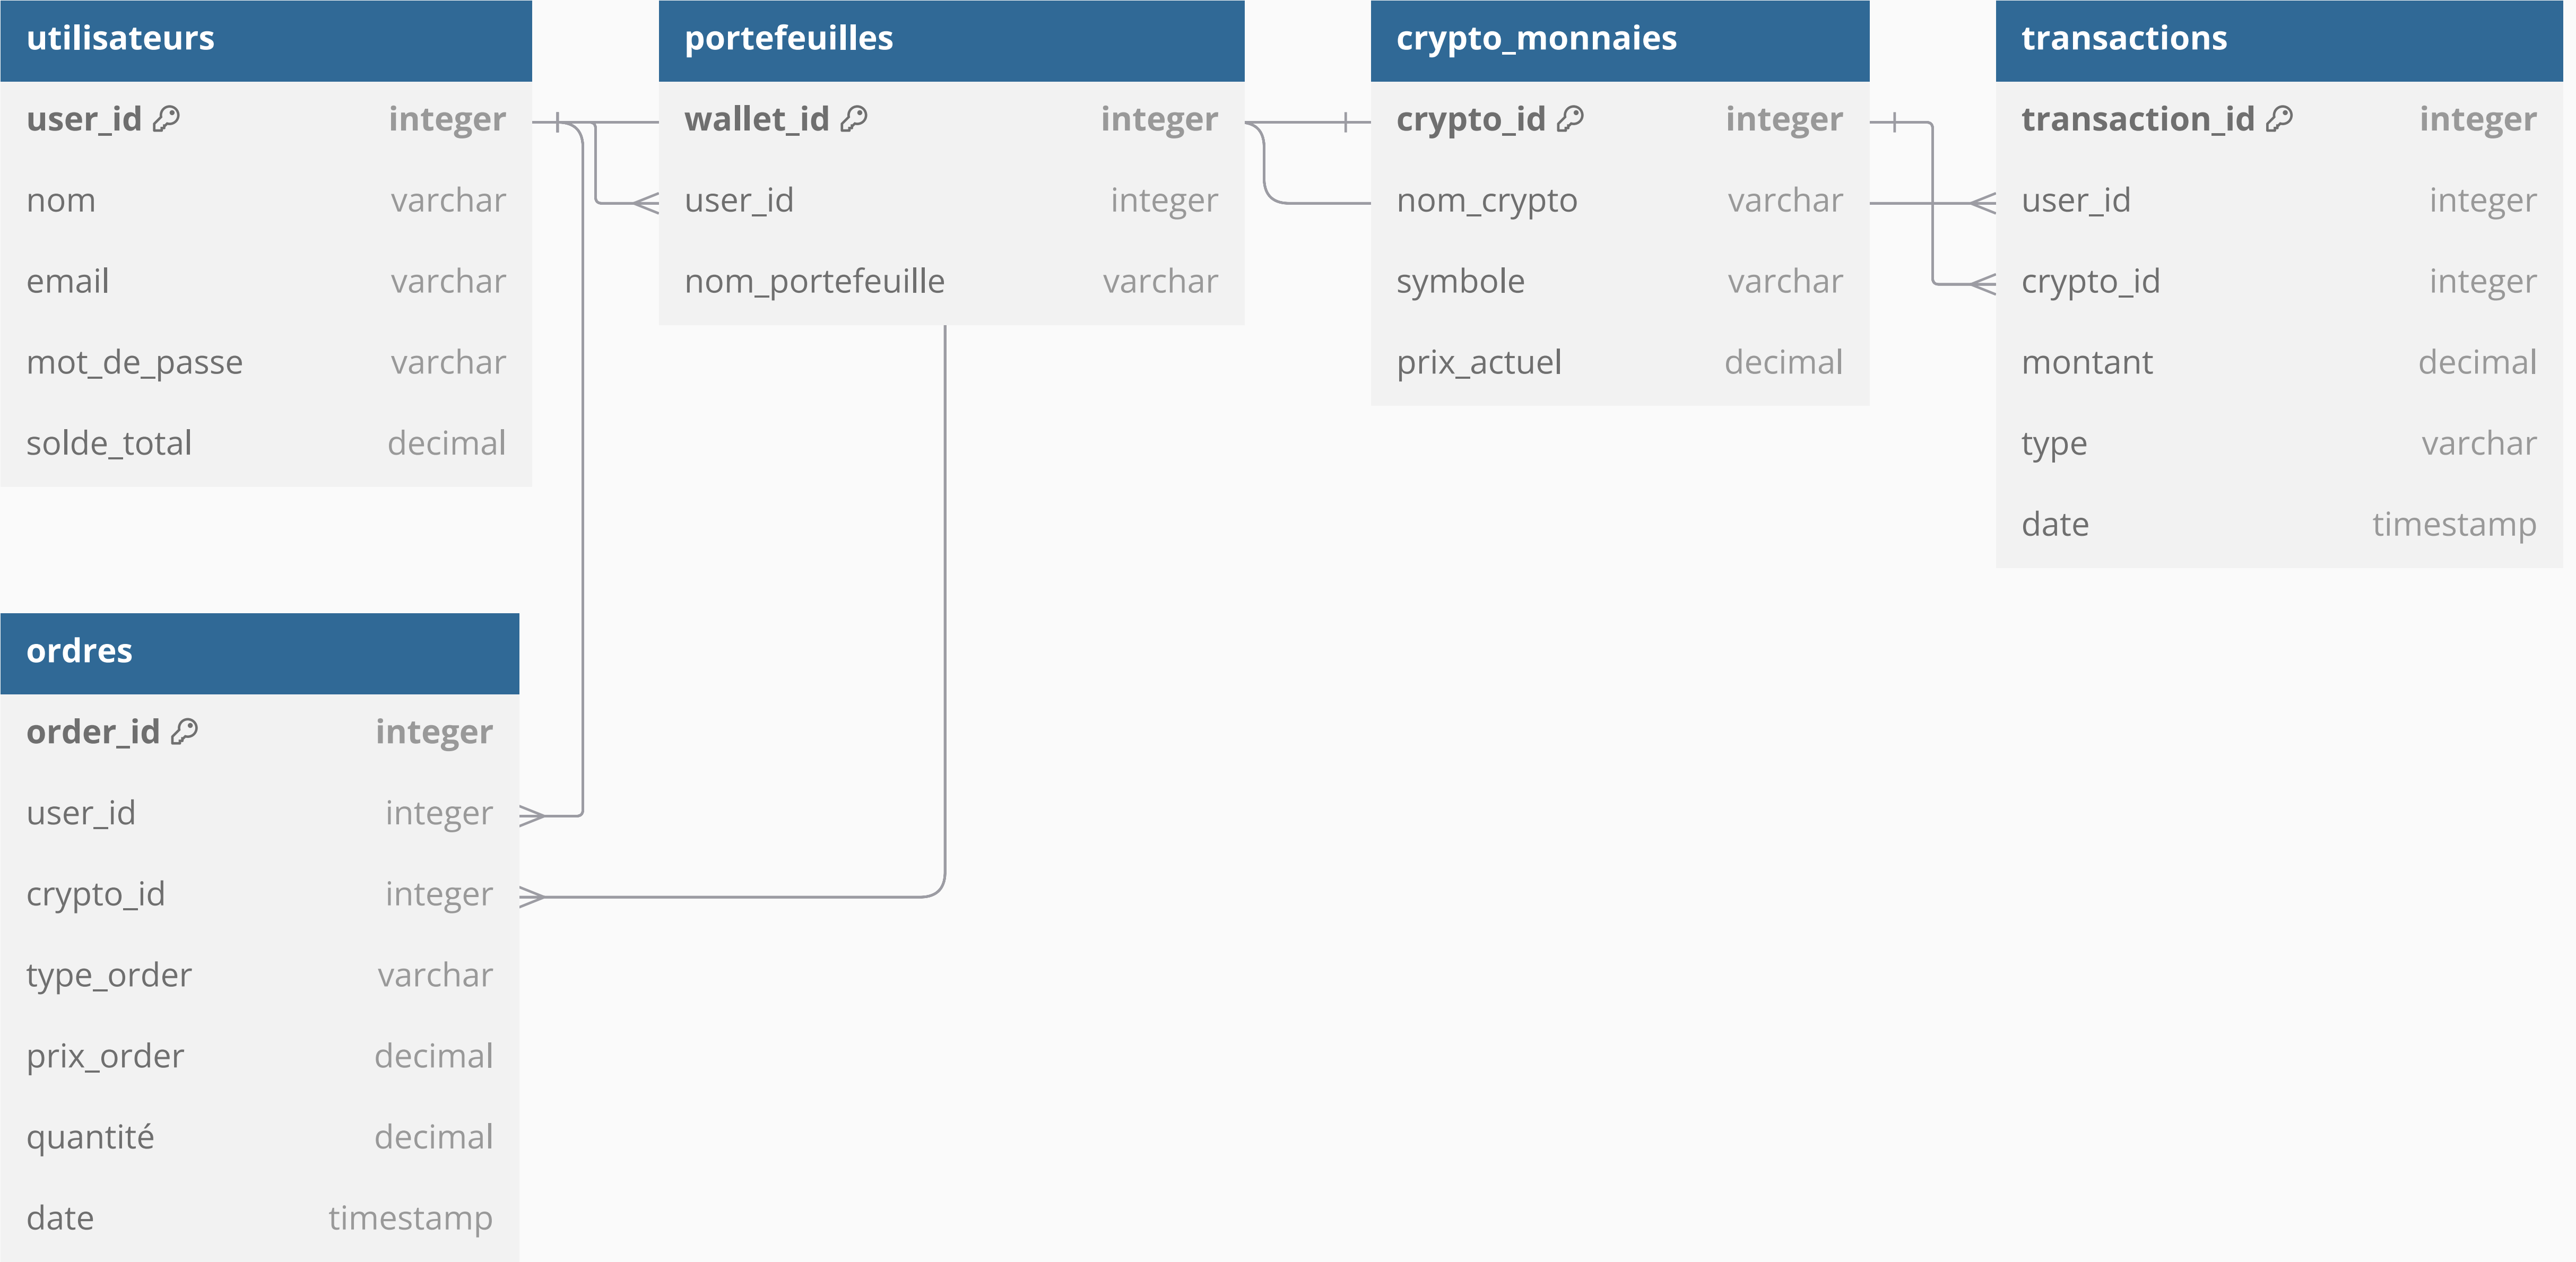 utilisateurs
user_id integer
nom varchar
email varchar
mot_de_passe varchar
solde_total decimal
portefeuilles
wallet_id integer
user_id integer
nom_portefeuille varchar
crypto_monnaies
crypto_id integer
nom_crypto varchar
symbole varchar
prix_actuel decimal
transactions
transaction_id integer
user_id integer
crypto_id integer
montant decimal
type varchar
date timestamp
ordres
order_id integer
user_id integer
crypto_id integer
type_order varchar
prix_order decimal
quantité decimal
date timestamp